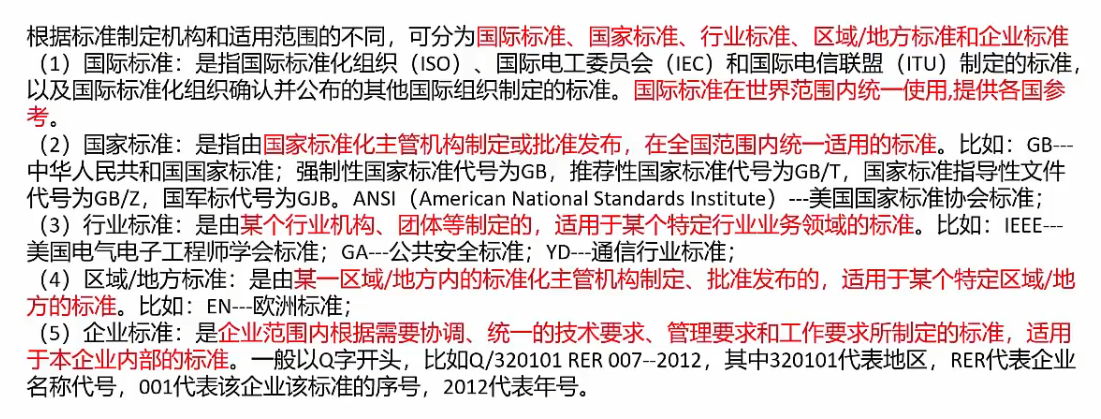 根据标准制定机构和适用范围的不同，可分为国际标准、国家标准、行业标准、区域/地方标准和企业标准
（1）国际标准：是指国际标准化组织（ISO）、国际电工委员会（IEC）和国际电信联盟（ITU）制定的标准，
以及国际标准化组织确认并公布的其他国际组织制定的标准。国际标准在世界范围内统一使用,提供各国参
考。
（2）国家标准：是指由国家标准化主管机构制定或批准发布，在全国范围内统一适用的标准。比如：GB---
中华人民共和国国家标准；强制性国家标准代号为GB，推荐性国家标准代号为GB/T，国家标准指导性文件
代号为GB/Z，国军标代号为GJB。ANSI（American National Standards Institute）---美国国家标准协会标准；
（3）行业标准：是由某个行业机构、团体等制定的，适用于某个特定行业业务领域的标准。比如：IEEE---
美国电气电子工程师学会标准；GA---公共安全标准；YD---通信行业标准；
（4）区域/地方标准：是由某一区域/地方内的标准化主管机构制定、批准发布的，适用于某个特定区域/地
方的标准。比如：EN---欧洲标准；
（5）企业标准：是企业范围内根据需要协调、统一的技术要求、管理要求和工作要求所制定的标准，适用
于本企业内部的标准。一般以Q字开头，比如Q/320101 RER 007--2012，其中320101代表地区，RER代表企业
名称代号，001代表该企业该标准的序号，2012代表年号。